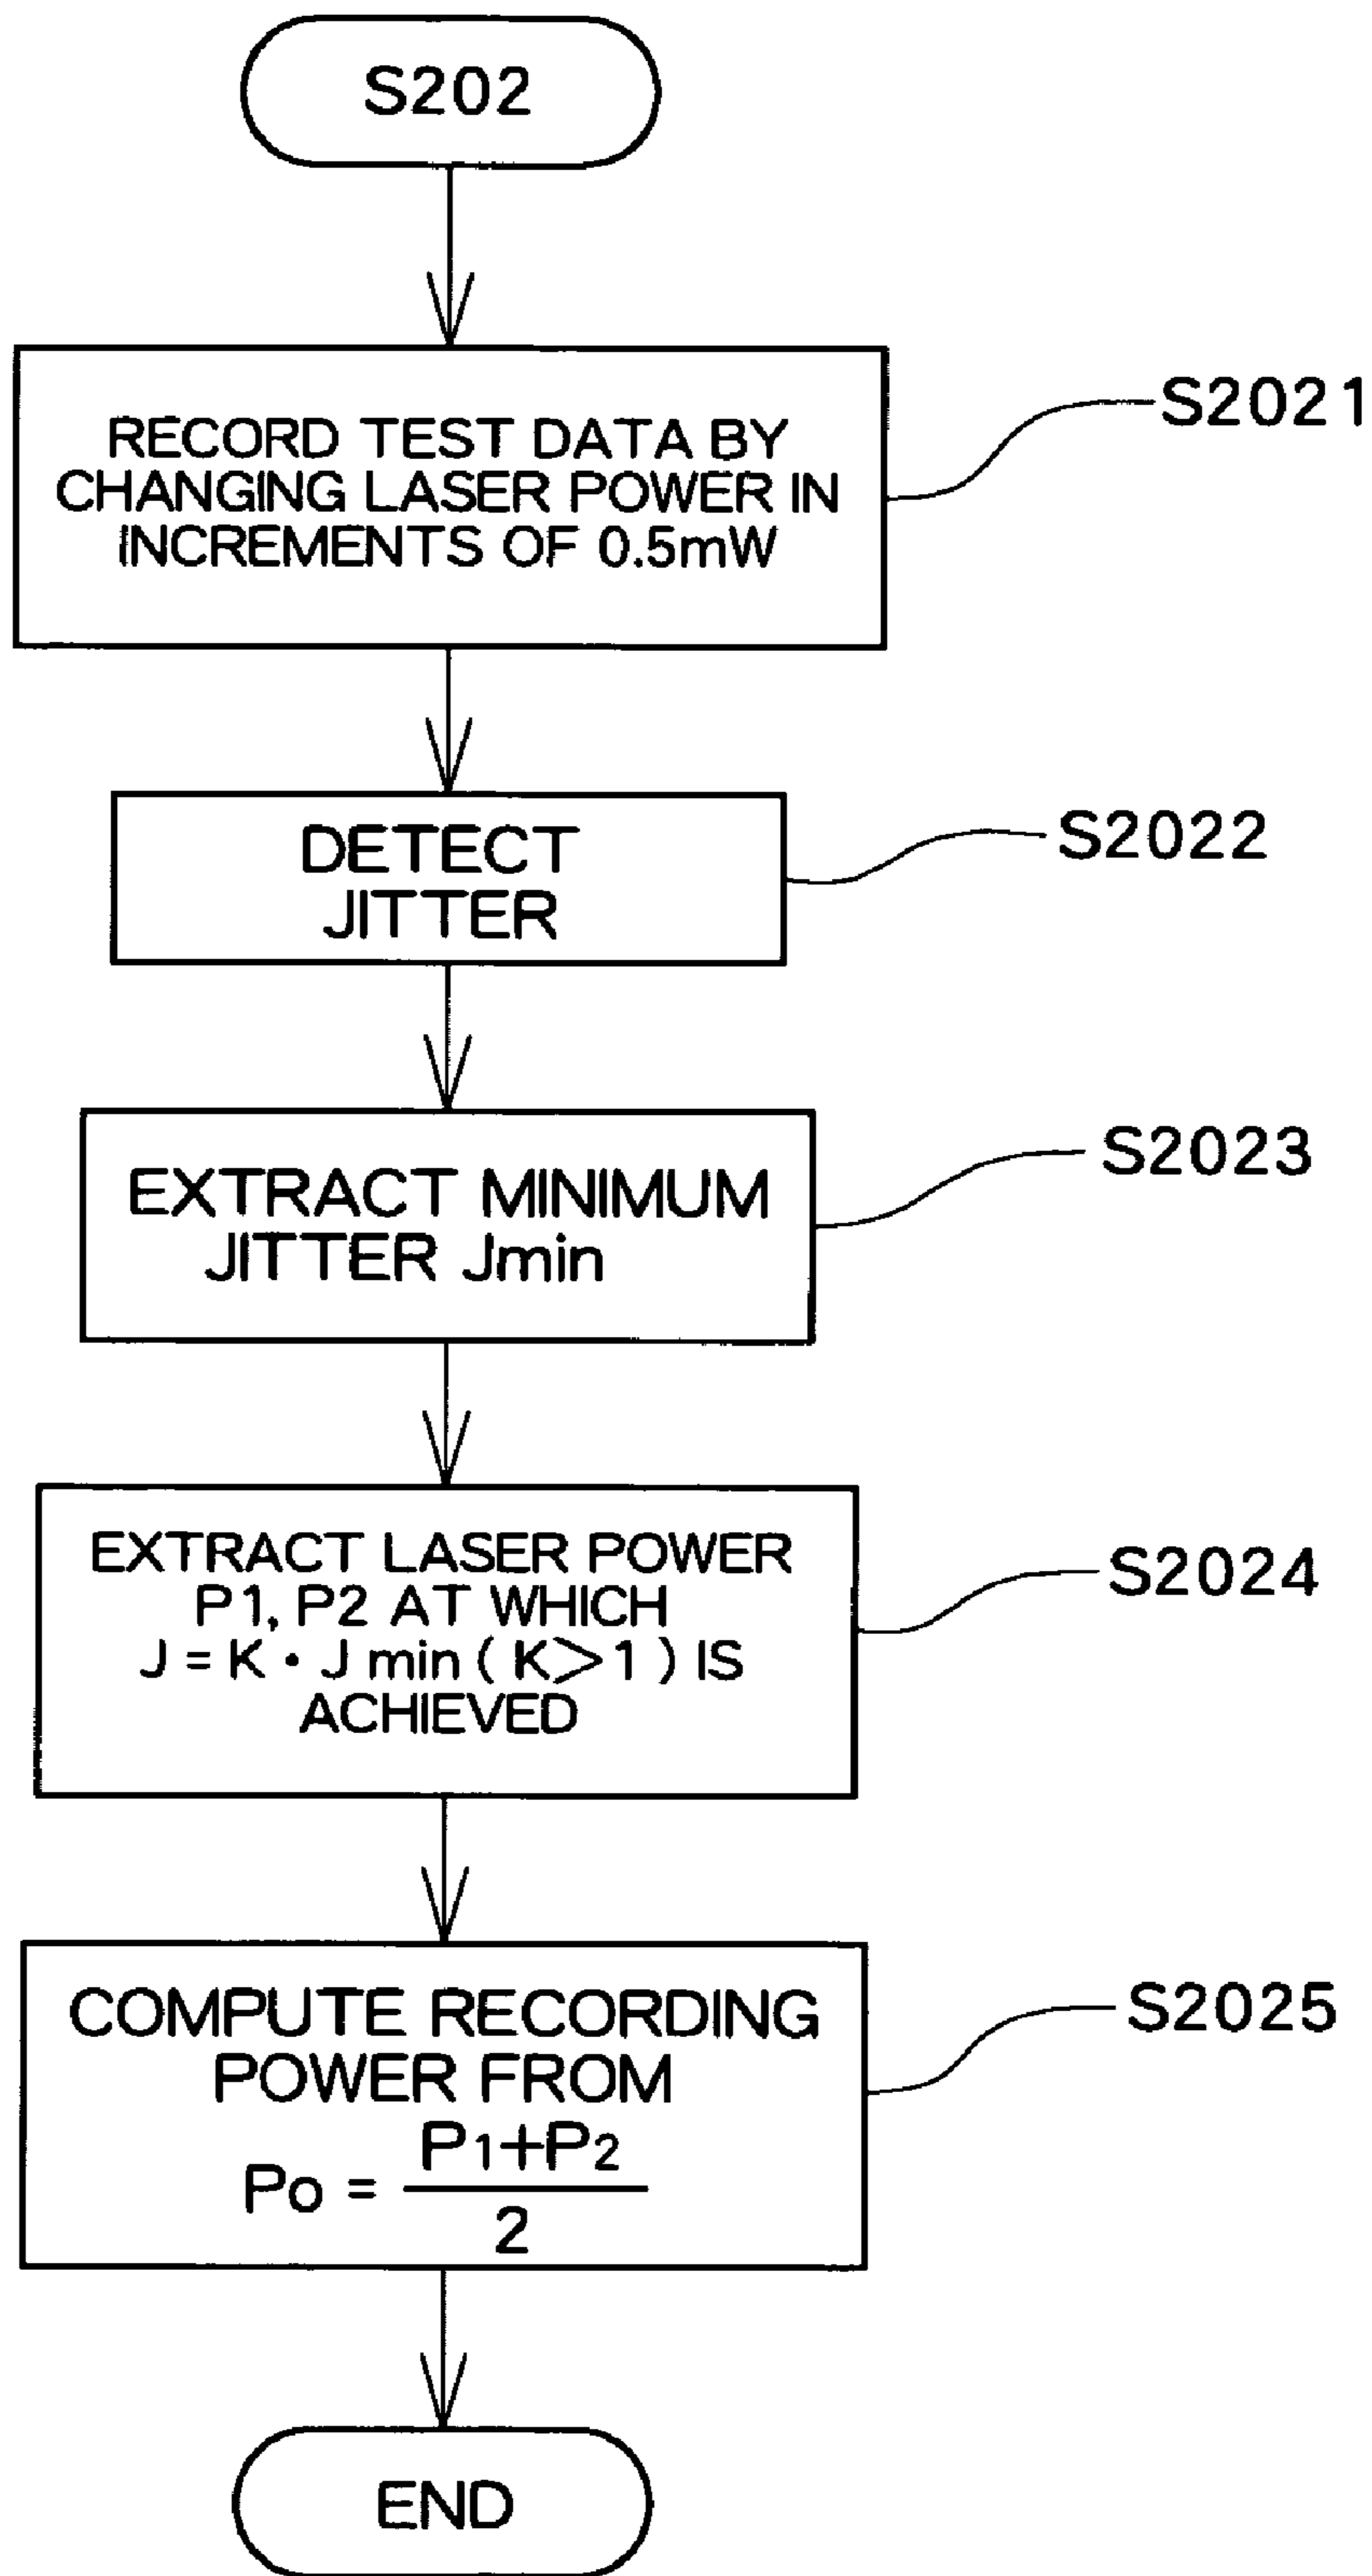 S202
RECORD TEST DATA BY
CHANGING LASER POWER IN
INCREMENTS OF 0.5mW
S2021
DETECT
JITTER
S2022
EXTRACT MINIMUM
JITTER Jmin
S2023
EXTRACT LASER POWER
P1, P2 AT WHICH
J = K · J min ( K>1 ) IS
ACHIEVED
S2024
COMPUTE RECORDING
POWER FROM
Po = P1+P2
2
S2025
END